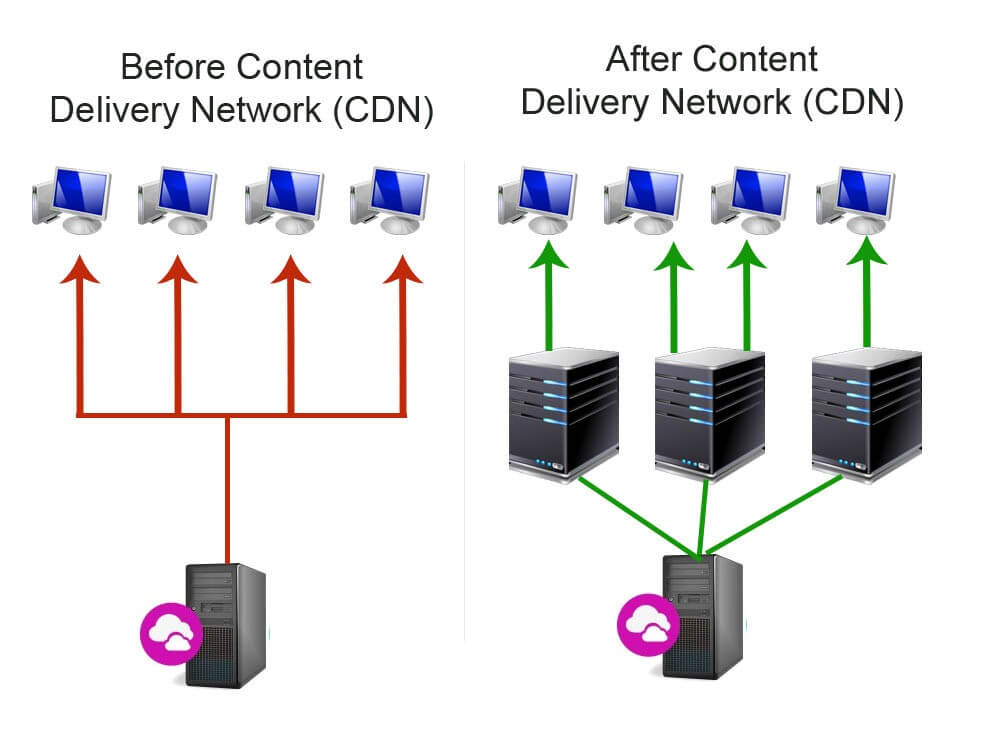 Before Content
Delivery Network (CDN)
After Content
Delivery Network (CDN)